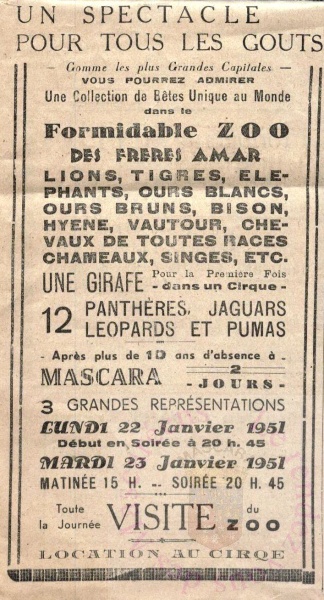 UN SPECTACLE
POUR TOUS LES GOUTS
— Comme les plus Grandes Capitales —
VOUS POURREZ ADMIRER
Une Collection de Bêtes Unique au Monde
dans le
Formidable ZOO
DES FRERES AMAR
LIONS, TIGRES, ELE-
PHANTS, OURS BLANCS,
OURS BRUNS, BISON,
HYENE, VAUTOUR, CHE-
VAUX DE TOUTES RACES
CHAMEAUX, SINGES, ETC.
UNE GIRAFE Pour la Première Fois
- dans un Cirque -
12 PANTHÈRES, JAGUARS
LEOPARDS ET PUMAS
- Après plus de 10 ans d'absence à -
MASCARA 2
- JOURS -
3 GRANDES REPRÉSENTATIONS
LUNDI 22 Janvier 1951
Début en Soirée à 20 h. 45
MARDI 23 Janvier 1951
MATINÉE 15 H. -- SOIRÉE 20 H. 45
Toute la Journée VISITE du ZOO
LOCATION AU CIRQE